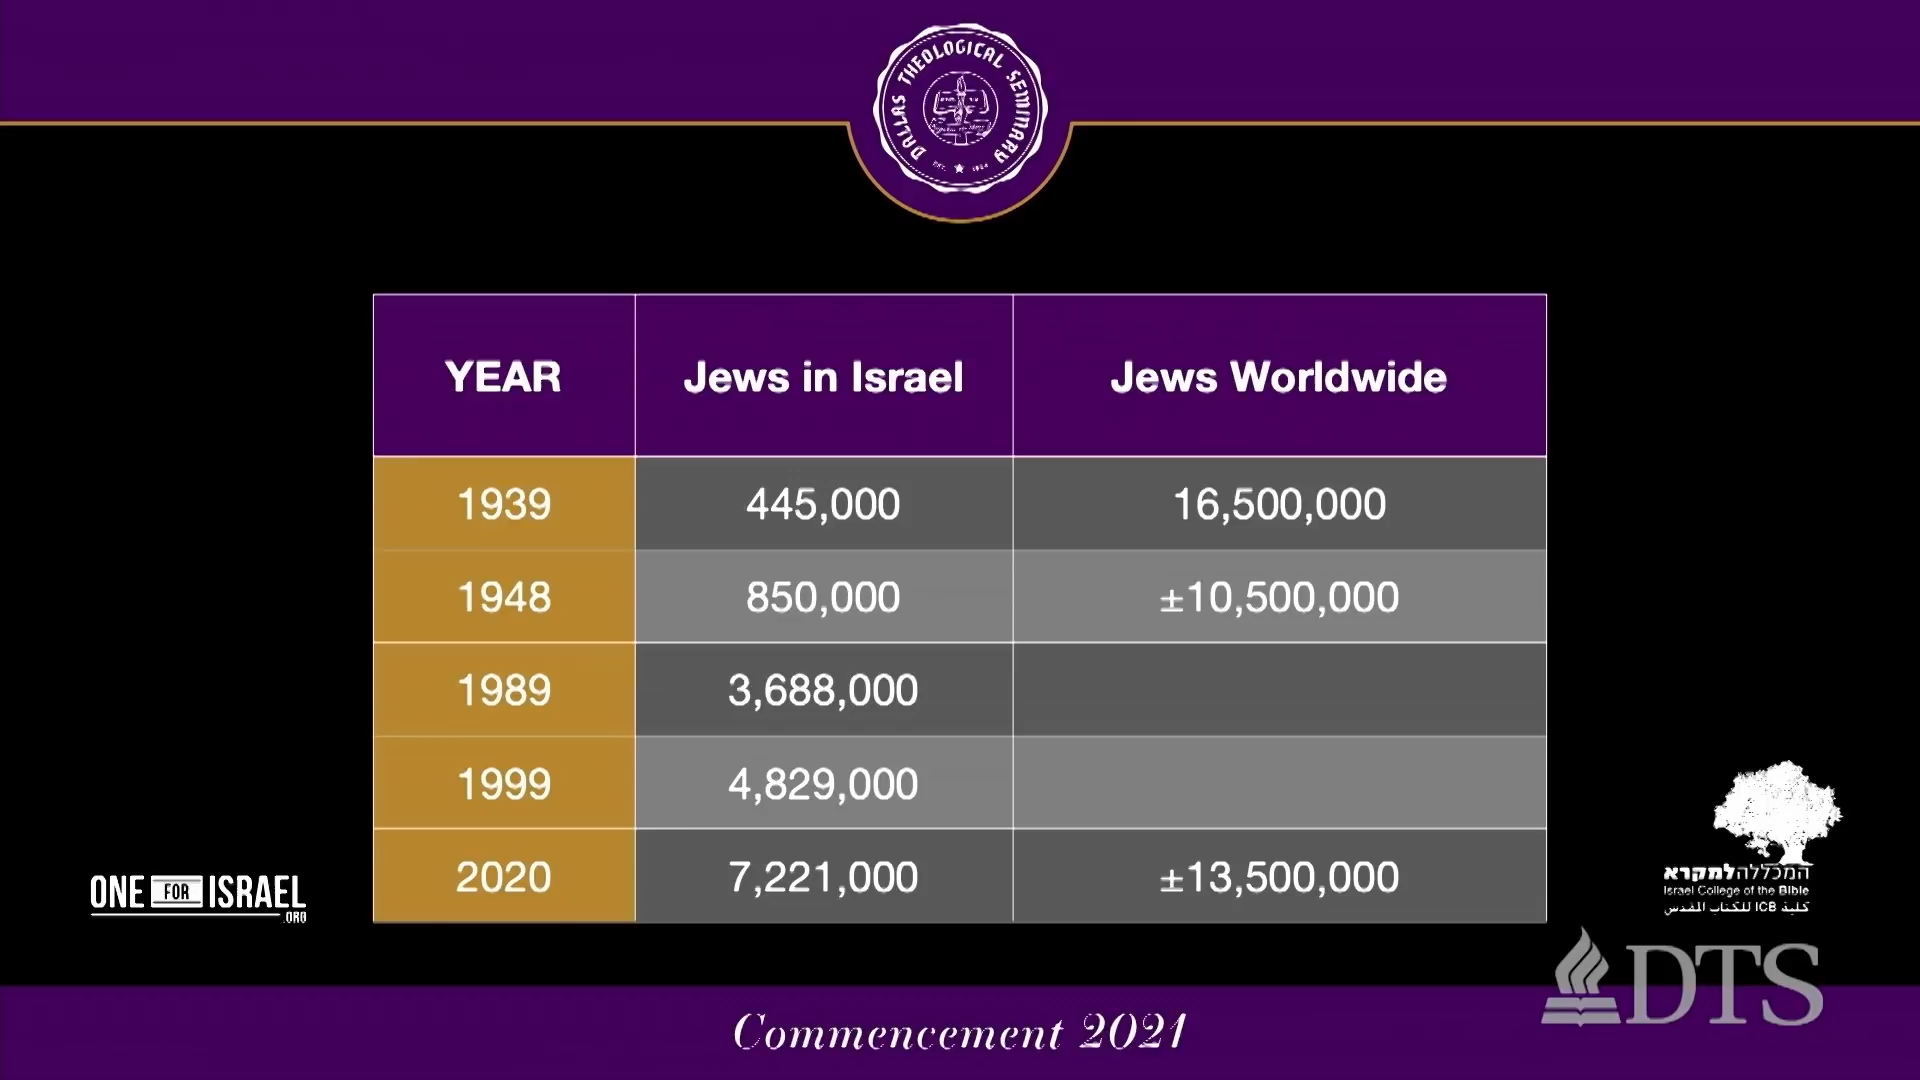 DALLAS THEOLOGICAL SEMINARY
YEAR Jews in Israel Jews Worldwide
1939 445,000 16,500,000
1948 850,000 ±10,500,000
1989 3,688,000
1999 4,829,000
2020 7,221,000 ±13,500,000
ONE FOR ISRAEL
.ORG
המכללה למקרא
Israel College of the Bible
كلية ICB للكتاب المقدس
DTS
Commencement 2021